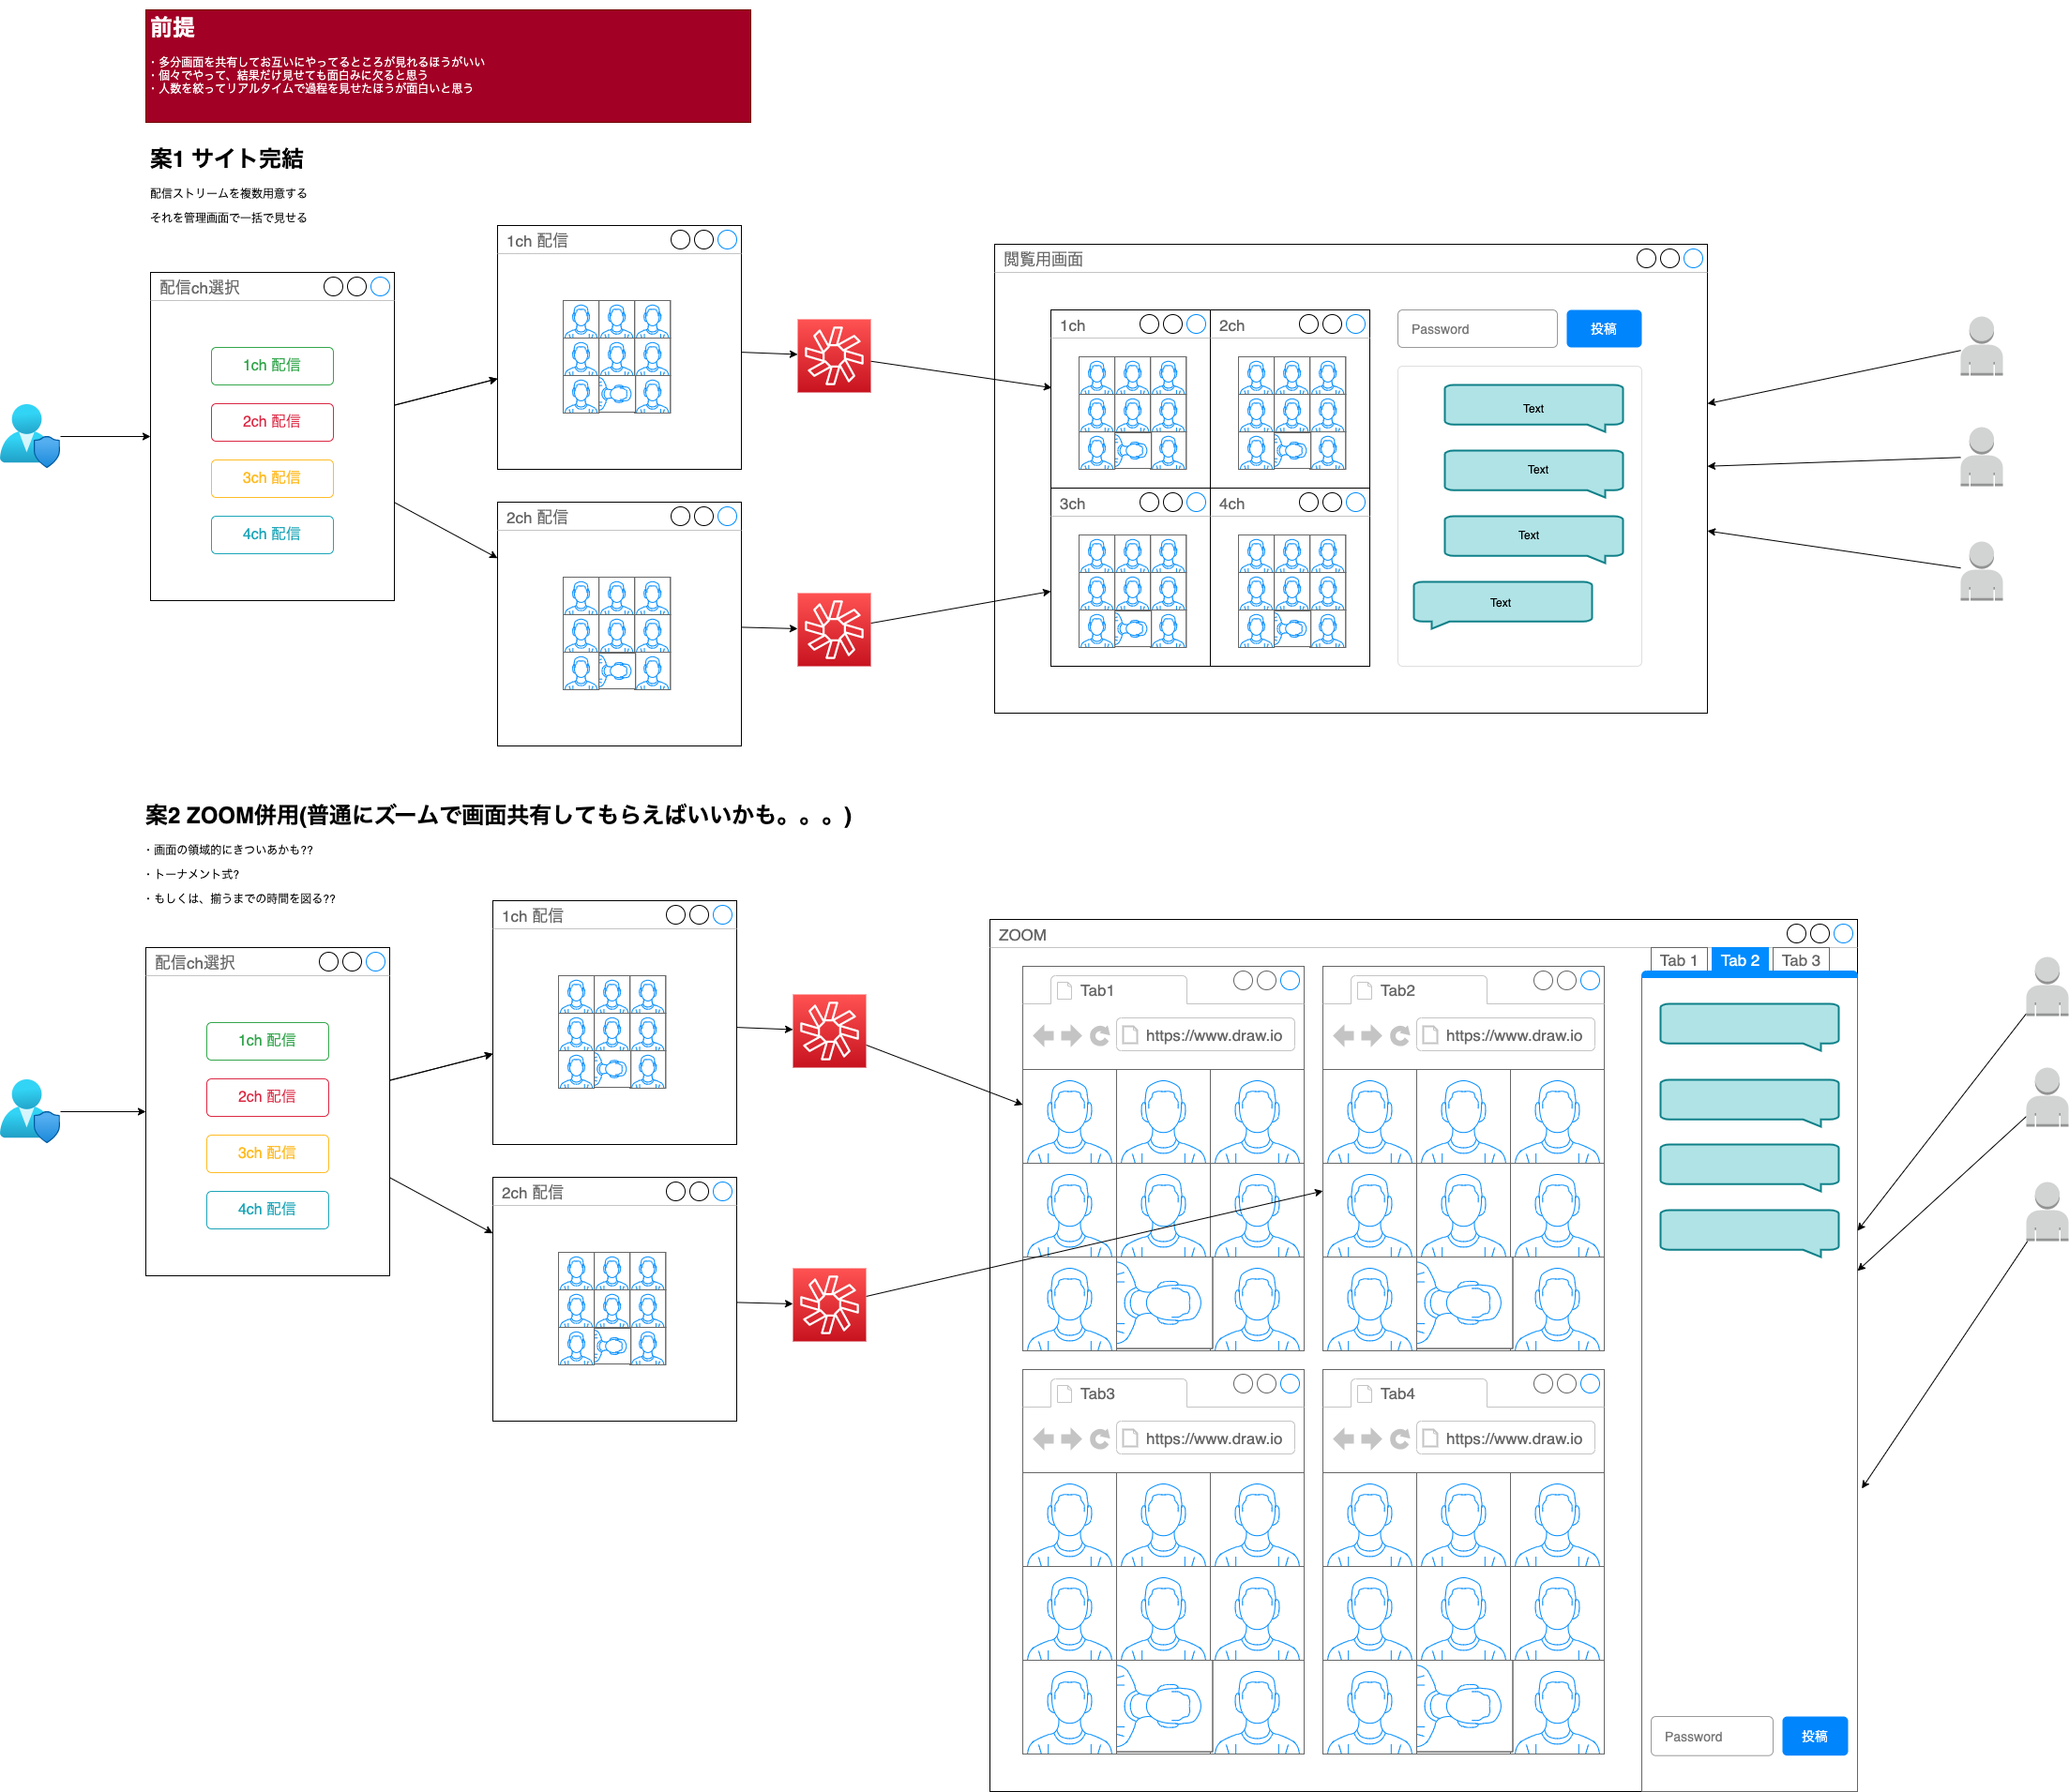 前提
・多分画面を共有してお互いにやってるところが見れるほうがいい
・個々でやって、結果だけ見せても面白みに欠ると思う
・人数を絞ってリアルタイムで過程を見せたほうが面白いと思う
案1 サイト完結
配信ストリームを複数用意する
それを管理画面で一括で見せる
配信ch選択
1ch 配信
2ch 配信
3ch 配信
4ch 配信
1ch 配信
2ch 配信
閲覧用画面
1ch
2ch
3ch
4ch
Password
投稿
Text
Text
Text
Text
案2 ZOOM併用(普通にズームで画面共有してもらえばいいかも。。。)
・画面の領域的にきついあかも??
・トーナメント式?
・もしくは、揃うまでの時間を図る??
配信ch選択
1ch 配信
2ch 配信
3ch 配信
4ch 配信
1ch 配信
2ch 配信
ZOOM
Tab1
https://www.draw.io
Tab2
https://www.draw.io
Tab3
https://www.draw.io
Tab4
https://www.draw.io
Tab 1
Tab 2
Tab 3
Password
投稿